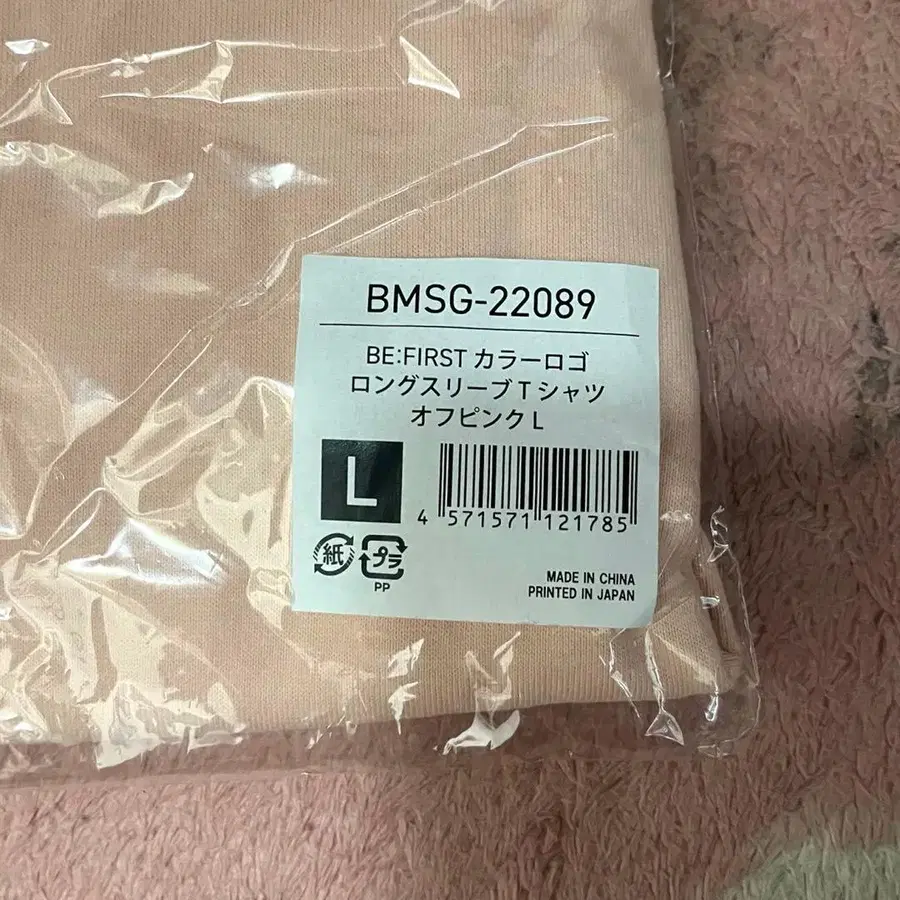 BMSG-22089
BE:FIRST カラーロゴ
ロングスリーブTシャツ
オフピンク L
L
4 571571 121785
紙 プラ
PP
MADE IN CHINA
PRINTED IN JAPAN